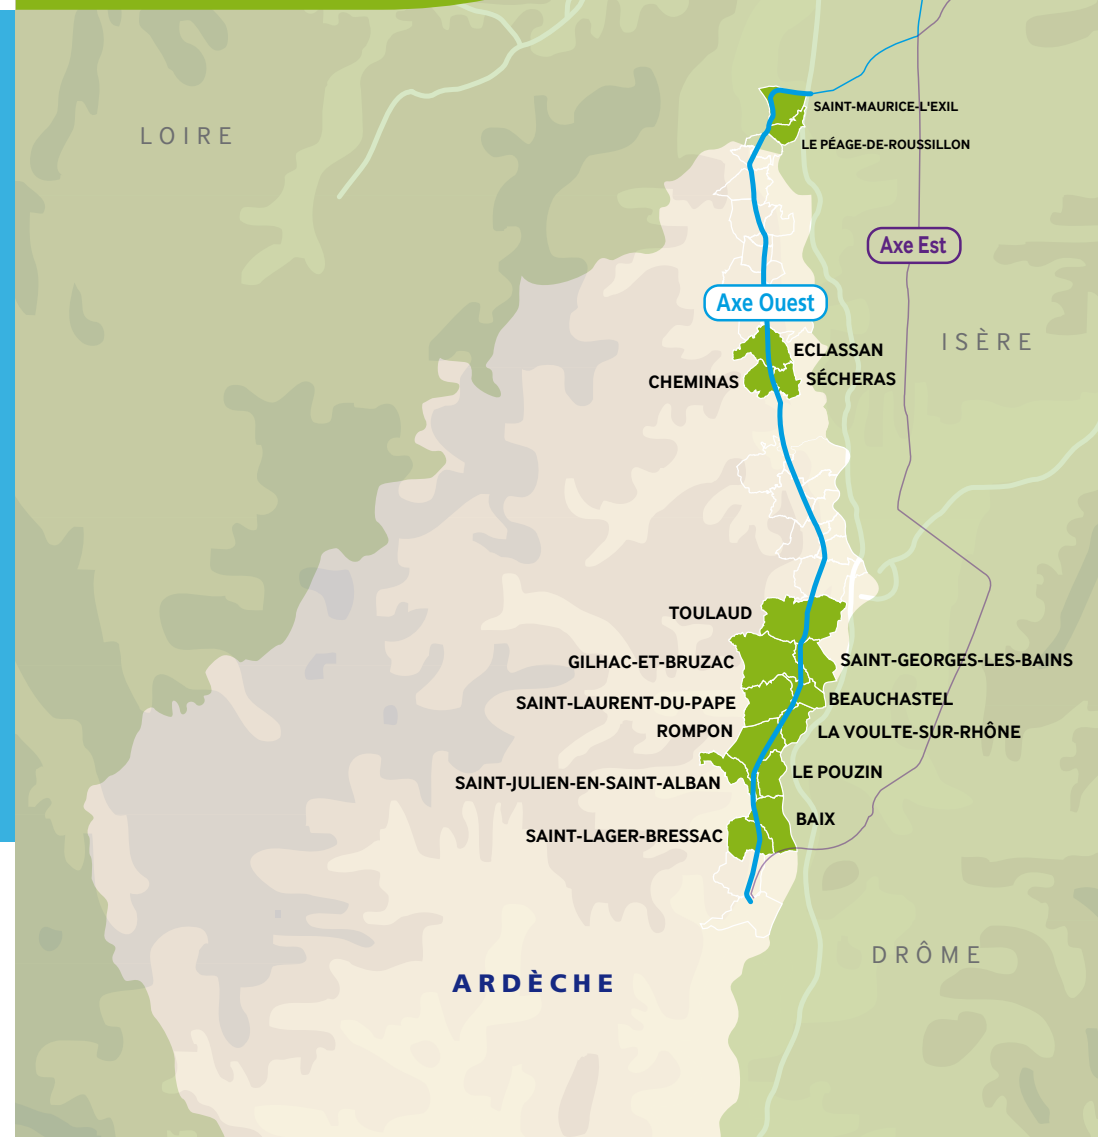 SAINT-MAURICE-L'EXIL
LOIRE
LE PÉAGE-DE-ROUSSILLON
Axe Est
Axe Ouest
ISÈRE
ECLASSAN
CHEMINAS
SÉCHERAS
TOULAUD
GILHAC-ET-BRUZAC
SAINT-GEORGES-LES-BAINS
SAINT-LAURENT-DU-PAPE
BEAUCHASTEL
ROMPON
LA VOULTE-SUR-RHÔNE
LE POUZIN
SAINT-JULIEN-EN-SAINT-ALBAN
BAIX
SAINT-LAGER-BRESSAC
DRÔME
ARDÈCHE